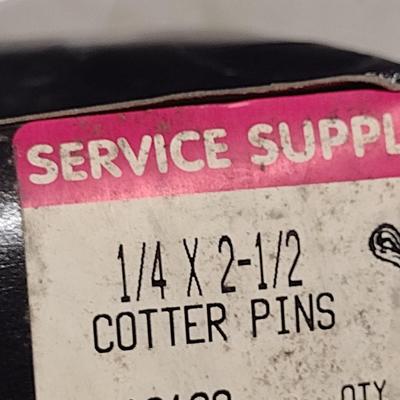 SERVICE SUPPL
1/4 X 2-1/2
COTTER PINS
QTY